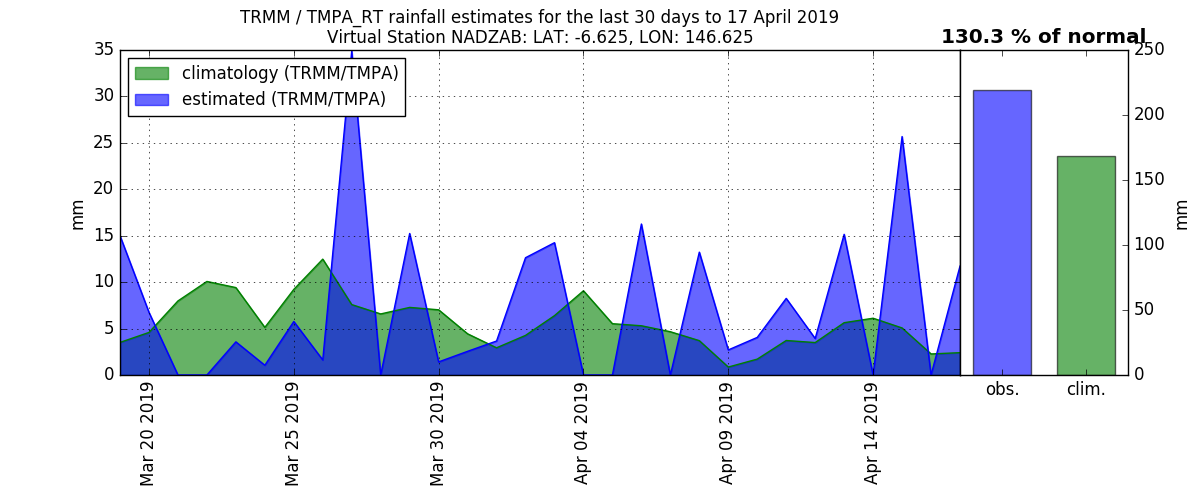 TRMM / TMPA_RT rainfall estimates for the last 30 days to 17 April 2019
Virtual Station NADZAB: LAT: -6.625, LON: 146.625
130.3 % of normal
climatology (TRMM/TMPA)
estimated (TRMM/TMPA)
35
30
25
20
15
10
5
0
mm
Mar 20 2019
Mar 25 2019
Mar 30 2019
Apr 04 2019
Apr 09 2019
Apr 14 2019
obs.
clim.
250
200
150
100
50
0
mm